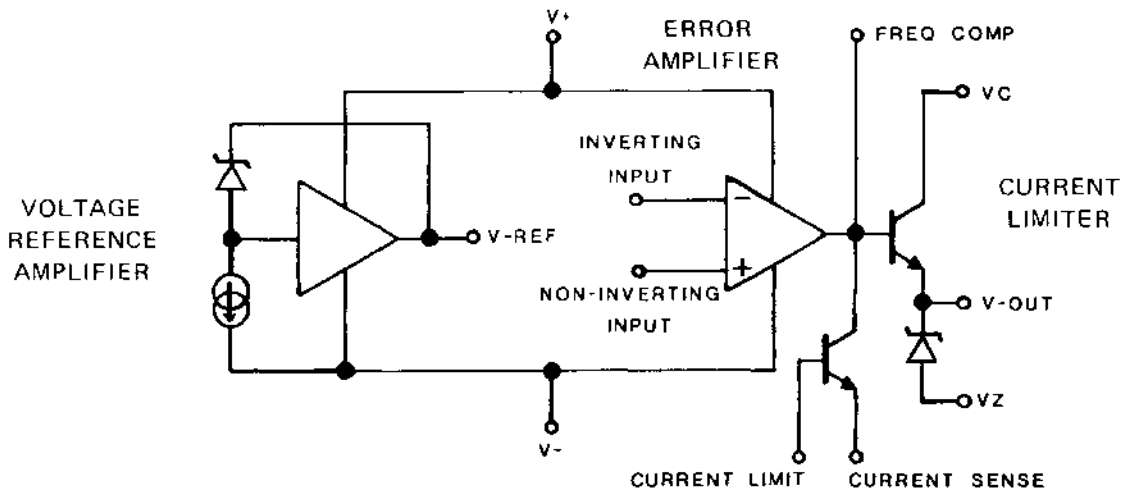 V+
ERROR
AMPLIFIER
FREQ COMP
VC
INVERTING
INPUT
VOLTAGE
REFERENCE
AMPLIFIER
V-REF
−
+
NON-INVERTING
INPUT
CURRENT
LIMITER
V-OUT
VZ
V-
CURRENT LIMIT
CURRENT SENSE